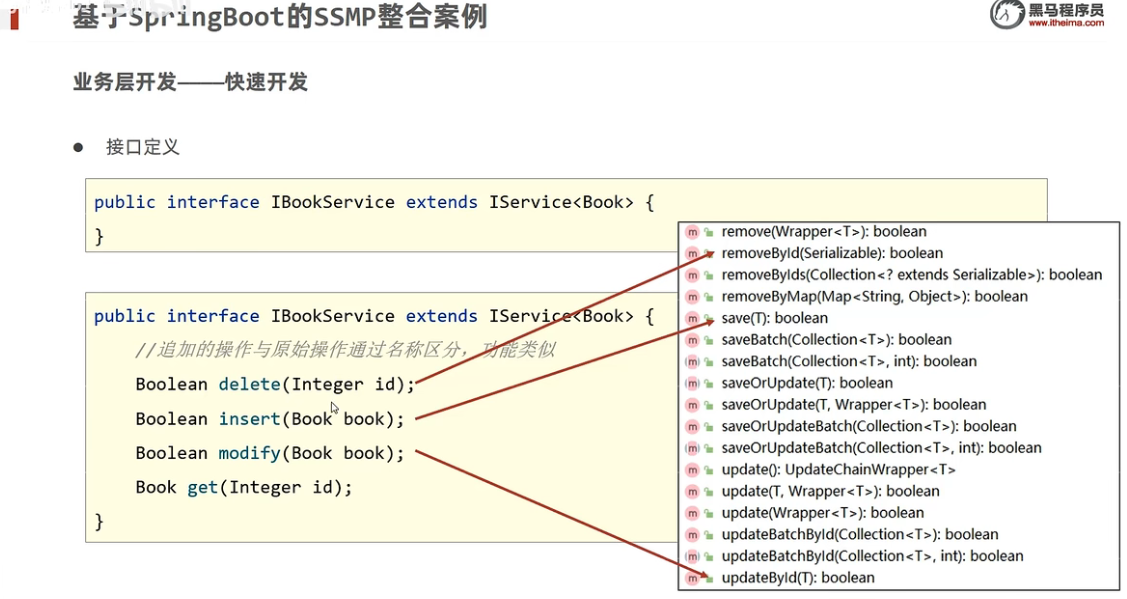 基于SpringBoot的SSMP整合案例
黑马程序员
www.itheima.com
业务层开发——快速开发
● 接口定义
public interface IBookService extends IService<Book> {
}
public interface IBookService extends IService<Book> {
//追加的操作与原始操作通过名称区分，功能类似
Boolean delete(Integer id);
Boolean insert(Book book);
Boolean modify(Book book);
Book get(Integer id);
}
remove(Wrapper<T>): boolean
removeById(Serializable): boolean
removeByIds(Collection<? extends Serializable>): boolean
removeByMap(Map<String, Object>): boolean
save(T): boolean
saveBatch(Collection<T>): boolean
saveBatch(Collection<T>, int): boolean
saveOrUpdate(T): boolean
saveOrUpdate(T, Wrapper<T>): boolean
saveOrUpdateBatch(Collection<T>): boolean
saveOrUpdateBatch(Collection<T>, int): boolean
update(): UpdateChainWrapper<T>
update(T, Wrapper<T>): boolean
update(Wrapper<T>): boolean
updateBatchById(Collection<T>): boolean
updateBatchById(Collection<T>, int): boolean
updateById(T): boolean